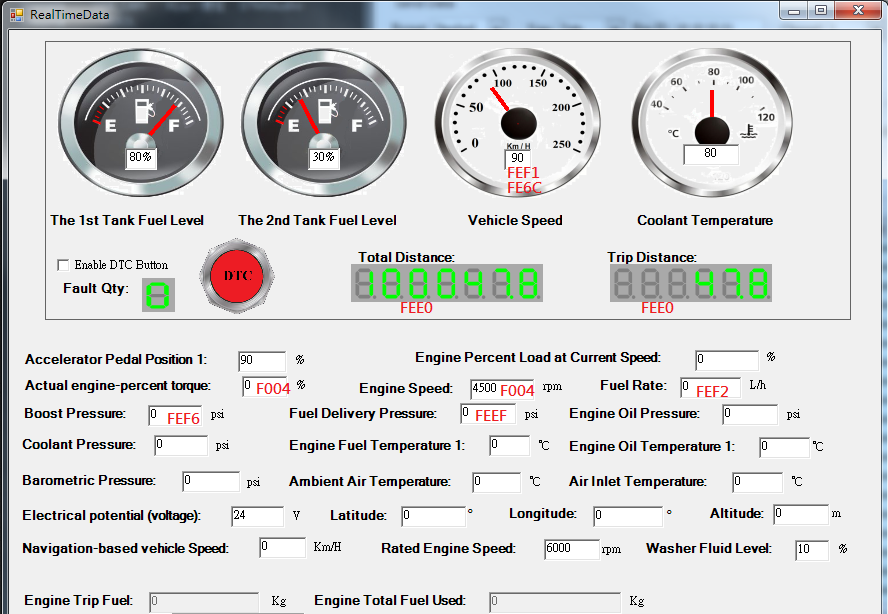 RealTimeData
E F 80%
E F 30%
0 50 100 150 200 250 Km / H 90
FEF1
FE6C
40 60 80 100 120 °C 80
The 1st Tank Fuel Level
The 2nd Tank Fuel Level
Vehicle Speed
Coolant Temperature
Enable DTC Button
Fault Qty: 0
DTC
Total Distance:
10004 7.8
FEE0
Trip Distance:
47.8
FEE0
Accelerator Pedal Position 1: 90 % Engine Percent Load at Current Speed: 0 %
Actual engine-percent torque: 0 F004 % Engine Speed: 4500 F004 rpm Fuel Rate: 0 FEF2 L/h
Boost Pressure: 0 FEF6 psi Fuel Delivery Pressure: 0 FEEF psi Engine Oil Pressure: 0 psi
Coolant Pressure: 0 psi Engine Fuel Temperature 1: 0 °C Engine Oil Temperature 1: 0 °C
Barometric Pressure: 0 psi Ambient Air Temperature: 0 °C Air Inlet Temperature: 0 °C
Electrical potential (voltage): 24 V Latitude: 0 ° Longitude: 0 ° Altitude: 0 m
Navigation-based vehicle Speed: 0 Km/H Rated Engine Speed: 6000 rpm Washer Fluid Level: 10 %
Engine Trip Fuel: 0 Kg Engine Total Fuel Used: 0 Kg